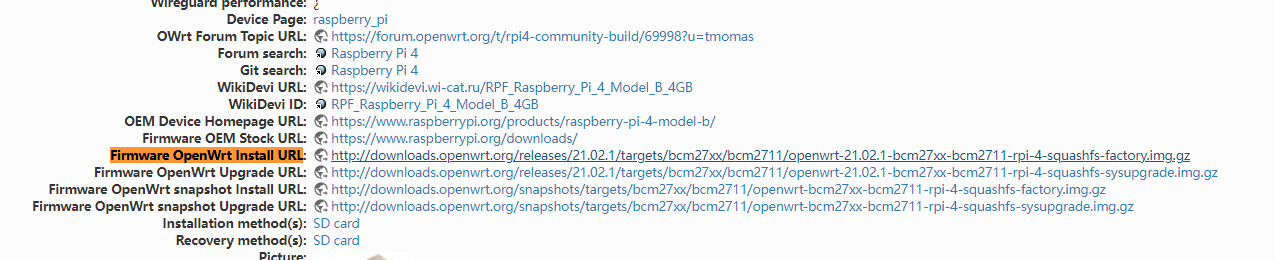 Wireguard performance: ¿
Device Page: raspberry_pi
OWrt Forum Topic URL: https://forum.openwrt.org/t/rpi4-community-build/69998?u=tmomas
Forum search: Raspberry Pi 4
Git search: Raspberry Pi 4
WikiDevi URL: https://wikidevi.wi-cat.ru/RPF_Raspberry_Pi_4_Model_B_4GB
WikiDevi ID: RPF_Raspberry_Pi_4_Model_B_4GB
OEM Device Homepage URL: https://www.raspberrypi.org/products/raspberry-pi-4-model-b/
Firmware OEM Stock URL: https://www.raspberrypi.org/downloads/
Firmware OpenWrt Install URL: http://downloads.openwrt.org/releases/21.02.1/targets/bcm27xx/bcm2711/openwrt-21.02.1-bcm27xx-bcm2711-rpi-4-squashfs-factory.img.gz
Firmware OpenWrt Upgrade URL: http://downloads.openwrt.org/releases/21.02.1/targets/bcm27xx/bcm2711/openwrt-21.02.1-bcm27xx-bcm2711-rpi-4-squashfs-sysupgrade.img.gz
Firmware OpenWrt snapshot Install URL: http://downloads.openwrt.org/snapshots/targets/bcm27xx/bcm2711/openwrt-bcm27xx-bcm2711-rpi-4-squashfs-factory.img.gz
Firmware OpenWrt snapshot Upgrade URL: http://downloads.openwrt.org/snapshots/targets/bcm27xx/bcm2711/openwrt-bcm27xx-bcm2711-rpi-4-squashfs-sysupgrade.img.gz
Installation method(s): SD card
Recovery method(s): SD card
Picture: